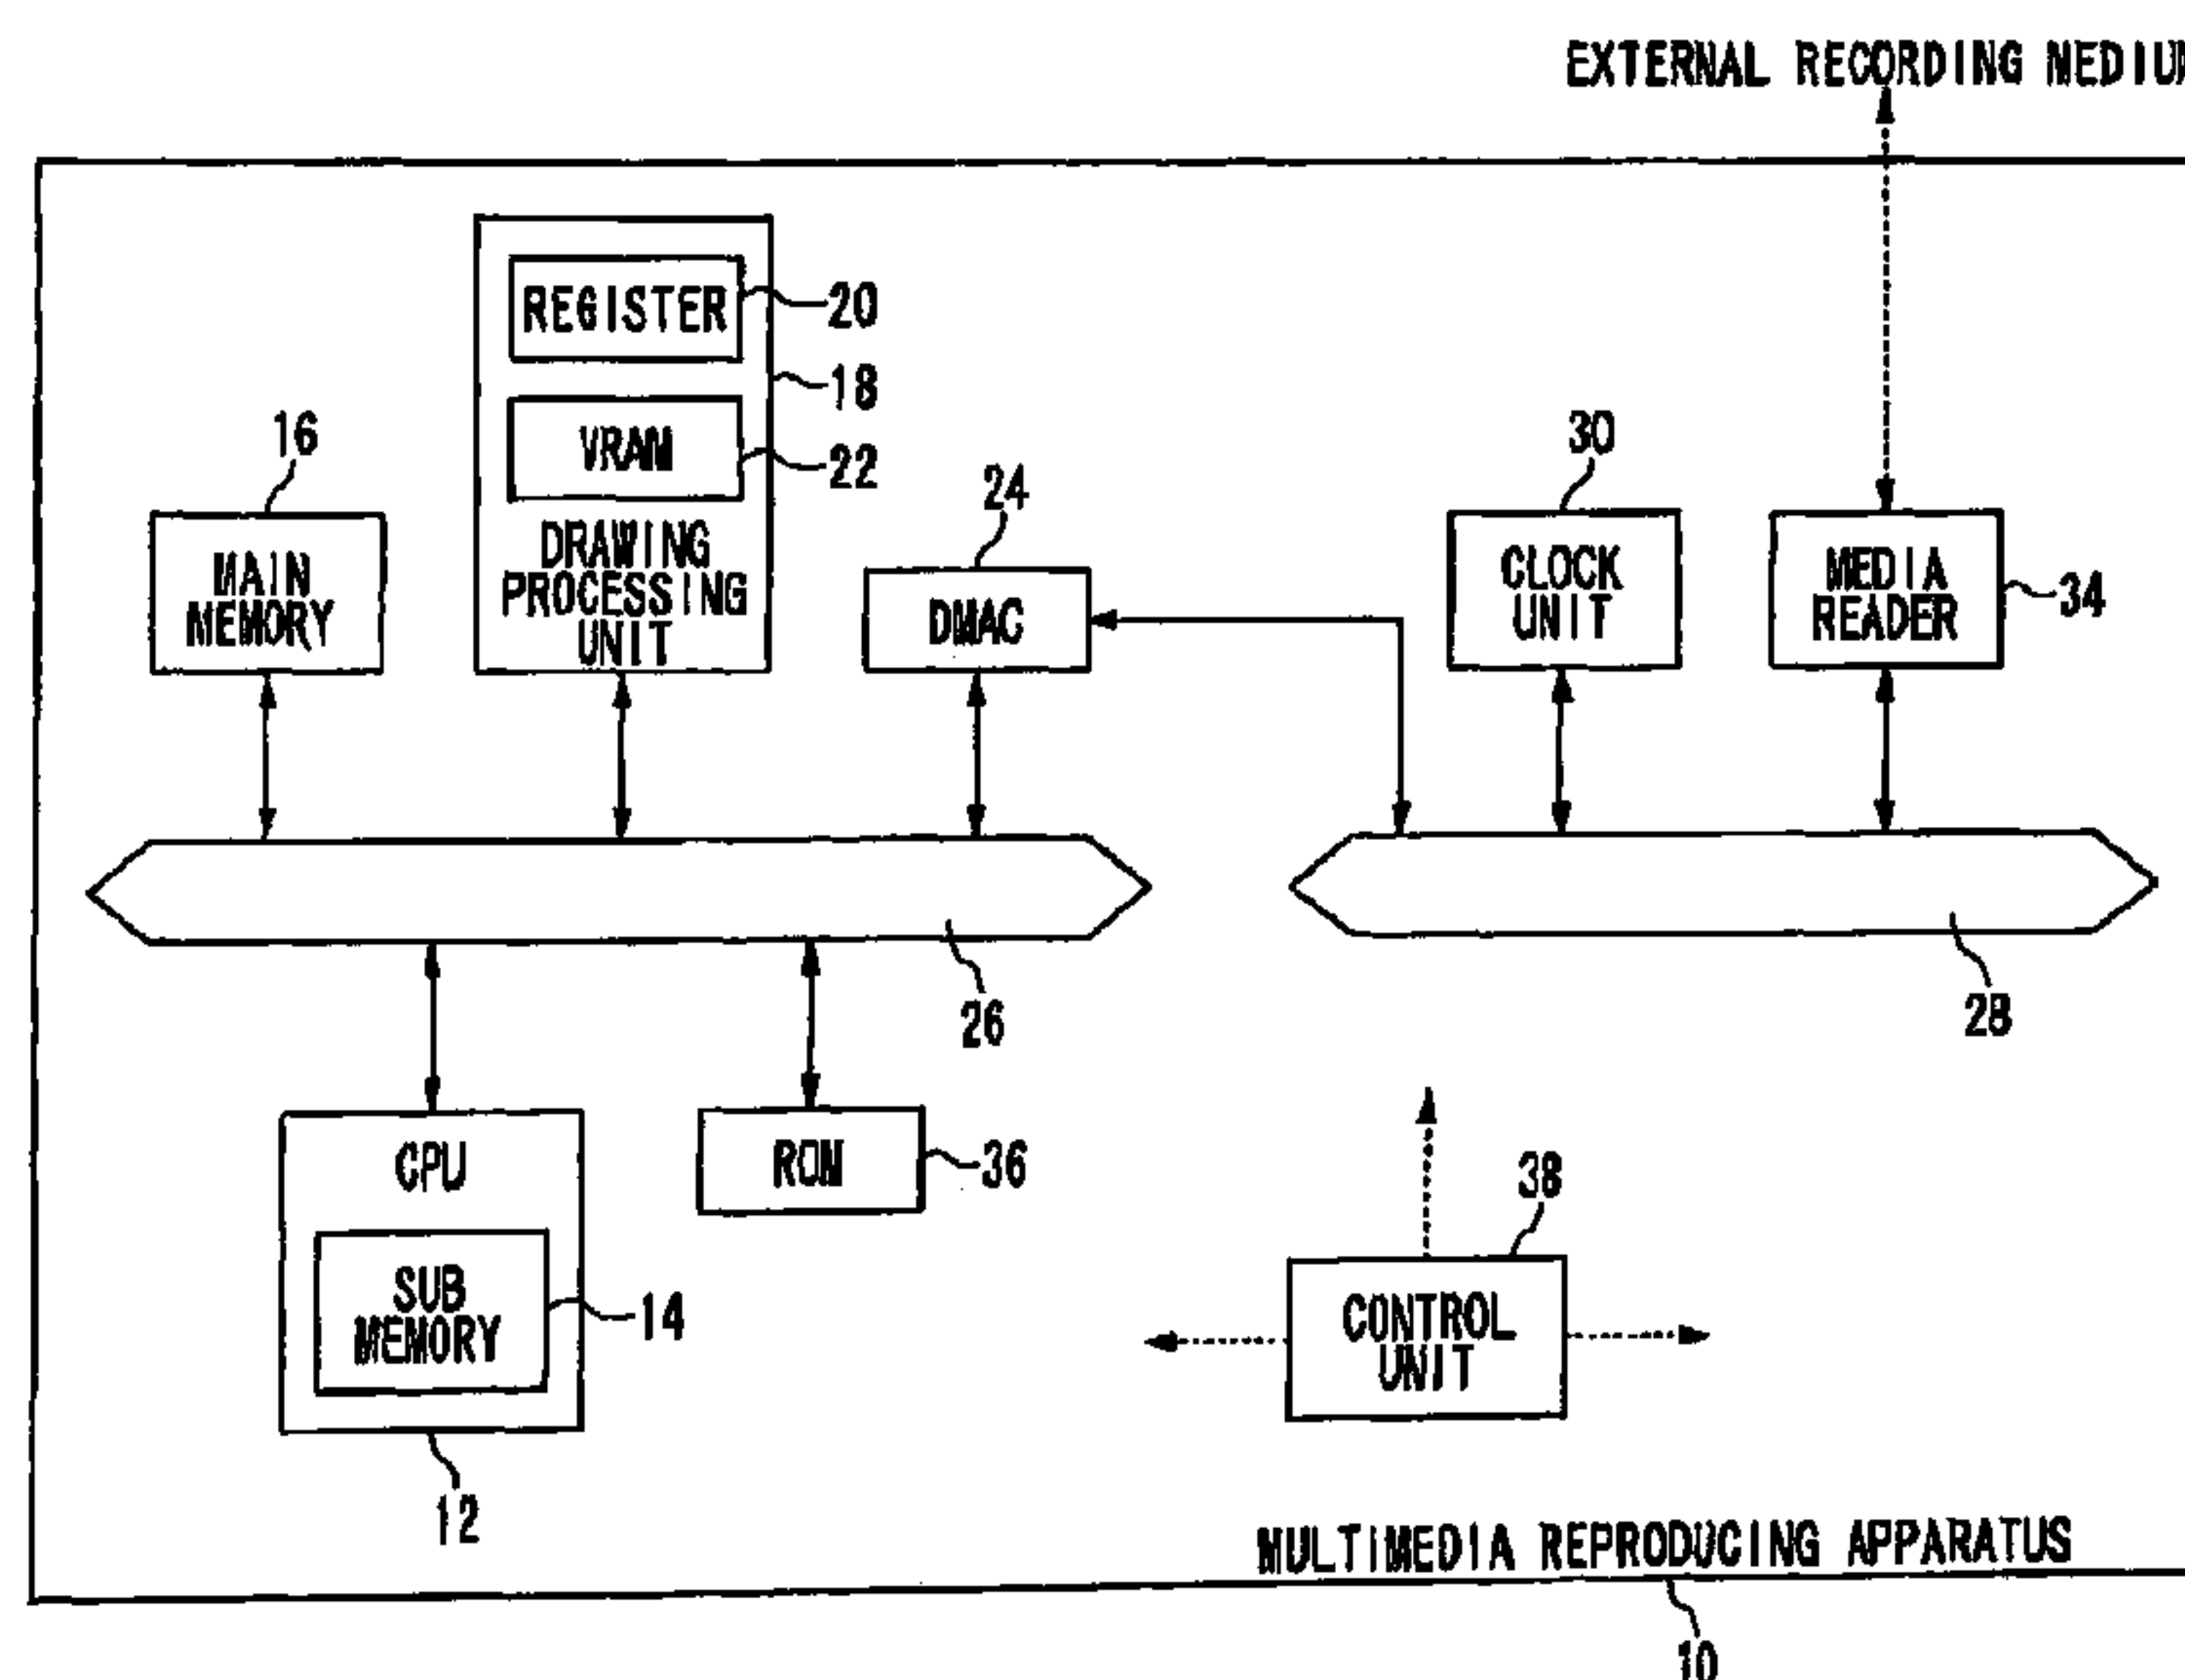 EXTERNAL RECORDING MEDIUM
REGISTER
20
18
VRAM
22
16
24
30
DRAWING
PROCESSING
UNIT
MAIN
MEMORY
DMAC
CLOCK
UNIT
MEDIA
READER
34
26
28
CPU
ROM
36
38
SUB
MEMORY
14
CONTROL
UNIT
12
MULTIMEDIA REPRODUCING APPARATUS
10